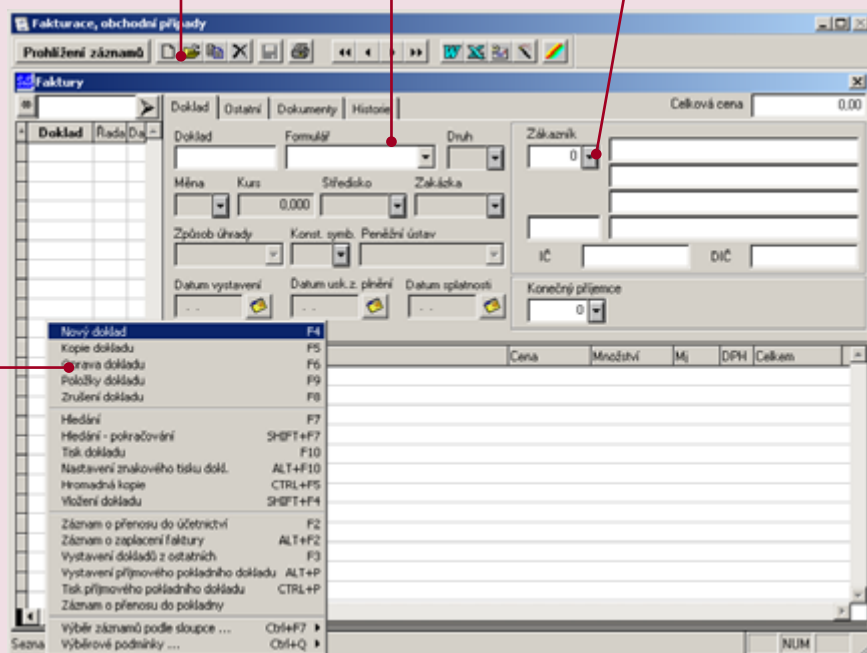 Fakturace, obchodní případy
Prohlížení záznamů
Faktury
Doklad Ostatní Dokumenty Historie Celková cena 0,00
Doklad Řada Da
Doklad Formulář Druh Zákazník
0
Měna Kurs Středisko Zakázka
0,000
Způsob úhrady Konst. symb. Peněžní ústav
IČ DIČ
Datum vystavení Datum usk.z. plnění Datum splatnosti Konečný příjemce
. . . . . . 0
Cena Množství Mj DPH Celkem
Nový doklad F4
Kopie dokladu F5
Oprava dokladu F6
Položky dokladu F9
Zrušení dokladu F8
Hledání F7
Hledání - pokračování SHIFT+F7
Tisk dokladu F10
Nastavení znakového tisku dokl. ALT+F10
Hromadná kopie CTRL+F5
Vložení dokladu SHIFT+F4
Záznam o přenosu do účetnictví F2
Záznam o zaplacení faktury ALT+F2
Vystavení dokladů z ostatních F3
Vystavení příjmového pokladního dokladu ALT+P
Tisk příjmového pokladního dokladu CTRL+P
Záznam o přenosu do pokladny
Výběr záznamů podle sloupce ... Ctrl+F7
Výběrové podmínky ... Ctrl+Q
Sezna NUM